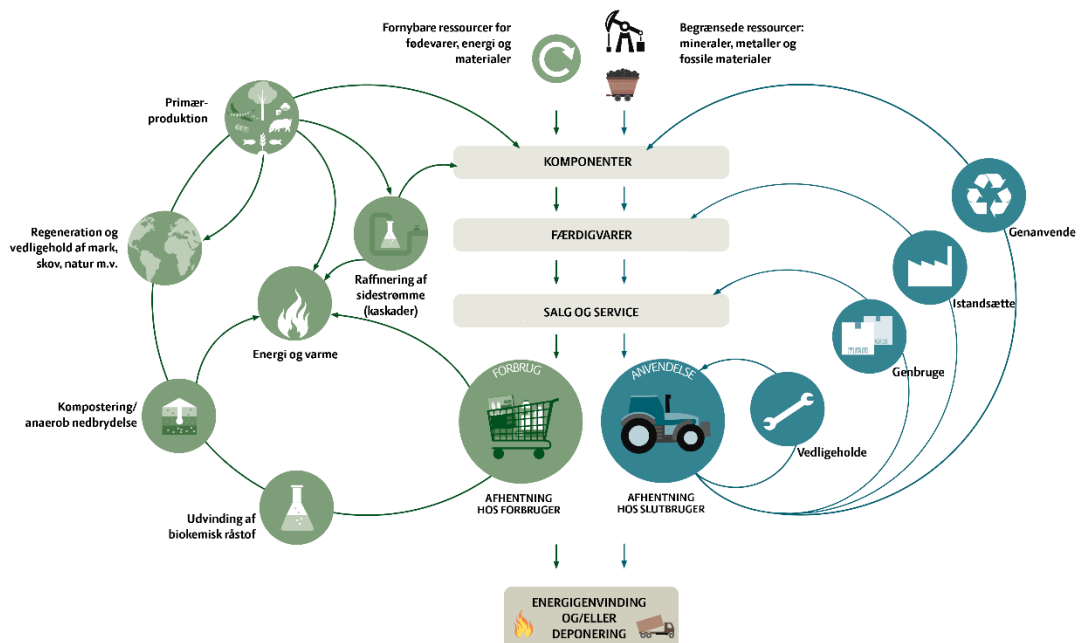 Fornybare ressourcer for
fødevarer, energi og
materialer
Begrænsede ressourcer:
mineraler, metaller og
fossile materialer
Primær-
produktion
KOMPONENTER
Genanvende
Regeneration og
vedligehold af mark,
skov, natur m.v.
FÆRDIGVARER
Raffinering af
sidestrømme
(kaskader)
Istandsætte
SALG OG SERVICE
Energi og varme
Genbruge
FORBRUG
ANVENDELSE
Kompostering/
anaerob nedbrydelse
Vedligeholde
AFHENTNING
HOS FORBRUGER
AFHENTNING
HOS SLUTBRUGER
Udvinding af
biokemisk råstof
ENERGIGENVINDING
OG/ELLER
DEPONERING